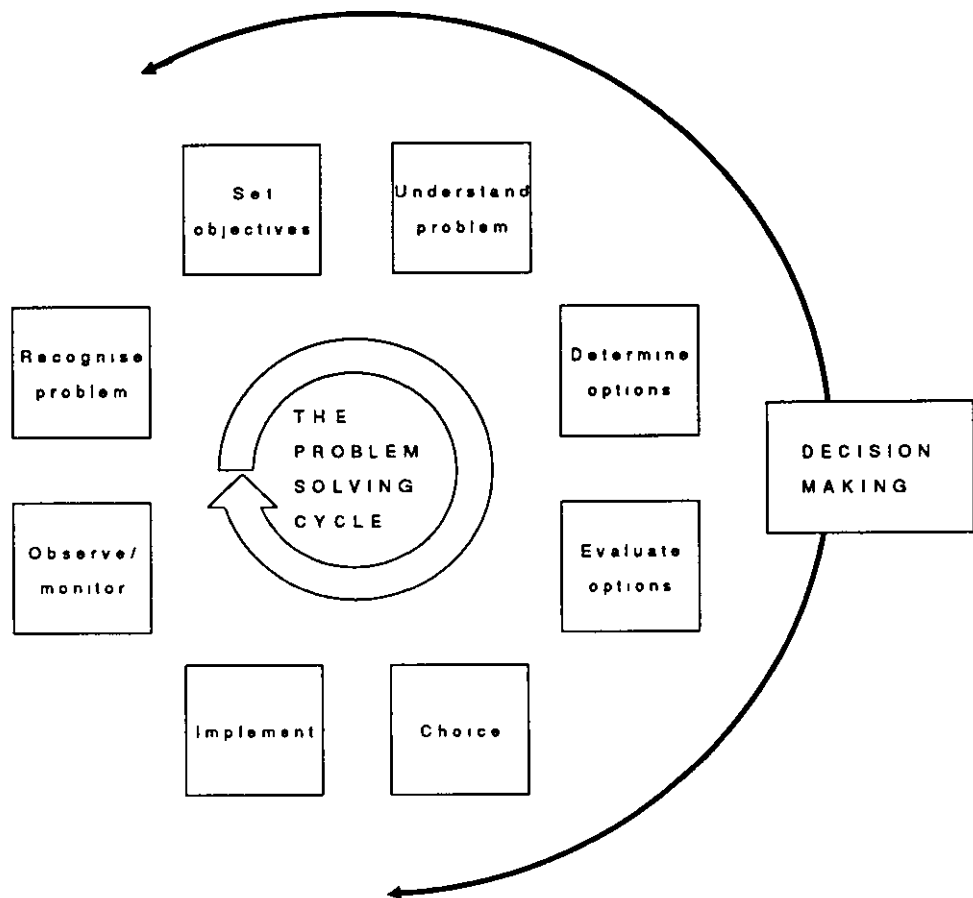 Set
objectives
Understand
problem
Recognise
problem
Determine
options
THE
PROBLEM
SOLVING
CYCLE
DECISION
MAKING
Observe/
monitor
Evaluate
options
Implement
Choice